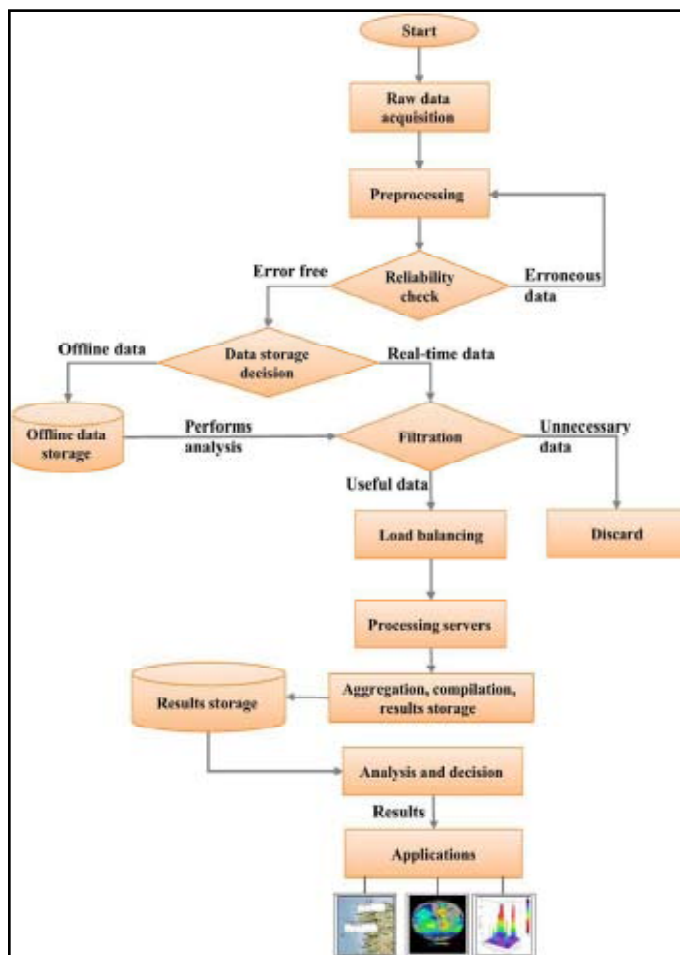 Start
Raw data
acquisition
Preprocessing
Error free
Reliability
check
Erroneous
data
Offline data
Data storage
decision
Real-time data
Offline data
storage
Performs
analysis
Filtration
Unnecessary
data
Useful data
Load balancing
Discard
Processing servers
Results storage
Aggregation, compilation,
results storage
Analysis and decision
Results
Applications